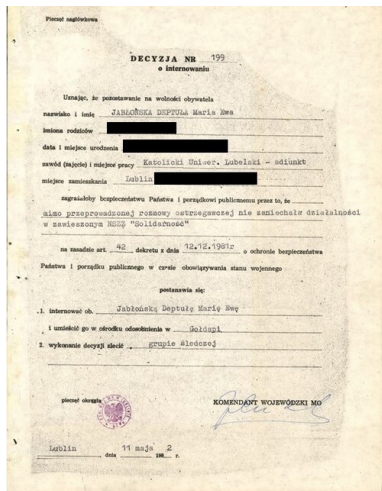 Pieczęć nagłówkowa
DECYZJA NR 199
o internowaniu
Uznając, że pozostawanie na wolności obywatela
nazwisko i imię JABŁOŃSKA DEPTUŁA Maria Ewa
imiona rodziców
data i miejsce urodzenia
zawód (zajęcie) i miejsce pracy Katolicki Uniwer. Lubelski - adiunkt
miejsce zamieszkania Lublin
zagrażałoby bezpieczeństwu Państwa i porządkowi publicznemu przez to, że
mimo przeprowadzonej rozmowy ostrzegawczej nie zaniechała działalności
w zawieszonym NSZZ "Solidarność"
na zasadzie art. 42 dekretu z dnia 12.12.1981r o ochronie bezpieczeństwa
Państwa i porządku publicznego w czasie obowiązywania stanu wojennego
postanawia się:
1. internować ob. Jabłońską Deptułę Marię Ewę
i umieścić go w ośrodku odosobnienia w Gołdapi
2. wykonanie decyzji zlecić grupie śledczej
pieczęć okrągła
KOMENDANT WOJEWÓDZKI MO
Lublin, dnia 11 maja 198 2